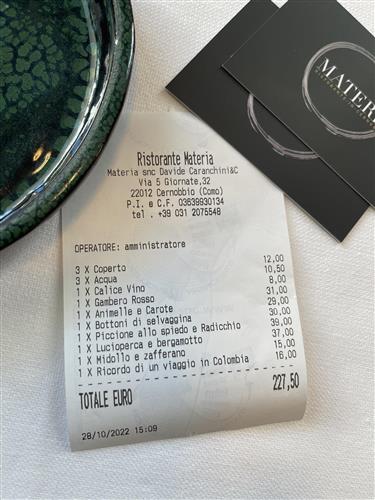 MATERIA
Ristorante Materia
Materia snc Davide Caranchini&C
Via 5 Giornate,32
22012 Cernobbio (Como)
P.I. e C.F. 03639930134
tel . +39 031 2075548
OPERATORE: amministratore
3 X Coperto 12,00
3 X Acqua 10,50
1 X Calice Vino 8,00
1 X Gambero Rosso 31,00
1 X Animelle e Carote 29,00
1 X Bottoni di selvaggina 30,00
1 X Piccione allo spiedo e Radicchio 39,00
1 X Lucioperca e bergamotto 37,00
1 X Midollo e zafferano 15,00
1 X Ricordo di un viaggio in Colombia 16,00
TOTALE EURO 227,50
28/10/2022 15:09